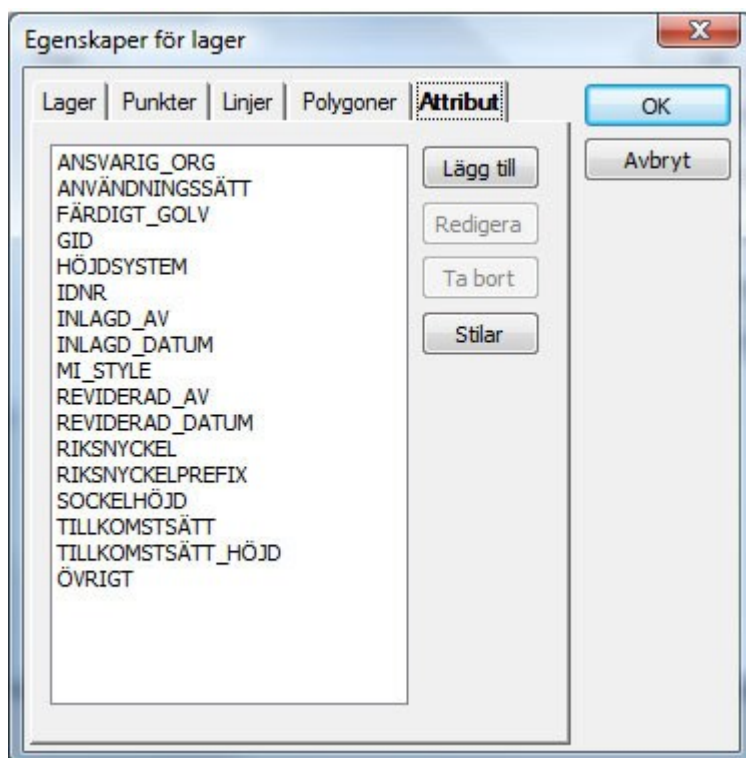 Egenskaper för lager
Lager Punkter Linjer Polygoner Attribut
OK
Avbryt
ANSVARIG_ORG
ANVÄNDNINGSSÄTT
FÄRDIGT_GOLV
GID
HÖJDSYSTEM
IDNR
INLAGD_AV
INLAGD_DATUM
MI_STYLE
REVIDERAD_AV
REVIDERAD_DATUM
RIKSNYCKEL
RIKSNYCKELPREFIX
SOCKELHÖJD
TILLKOMSTSÄTT
TILLKOMSTSÄTT_HÖJD
ÖVRIGT
Lägg till
Redigera
Ta bort
Stilar